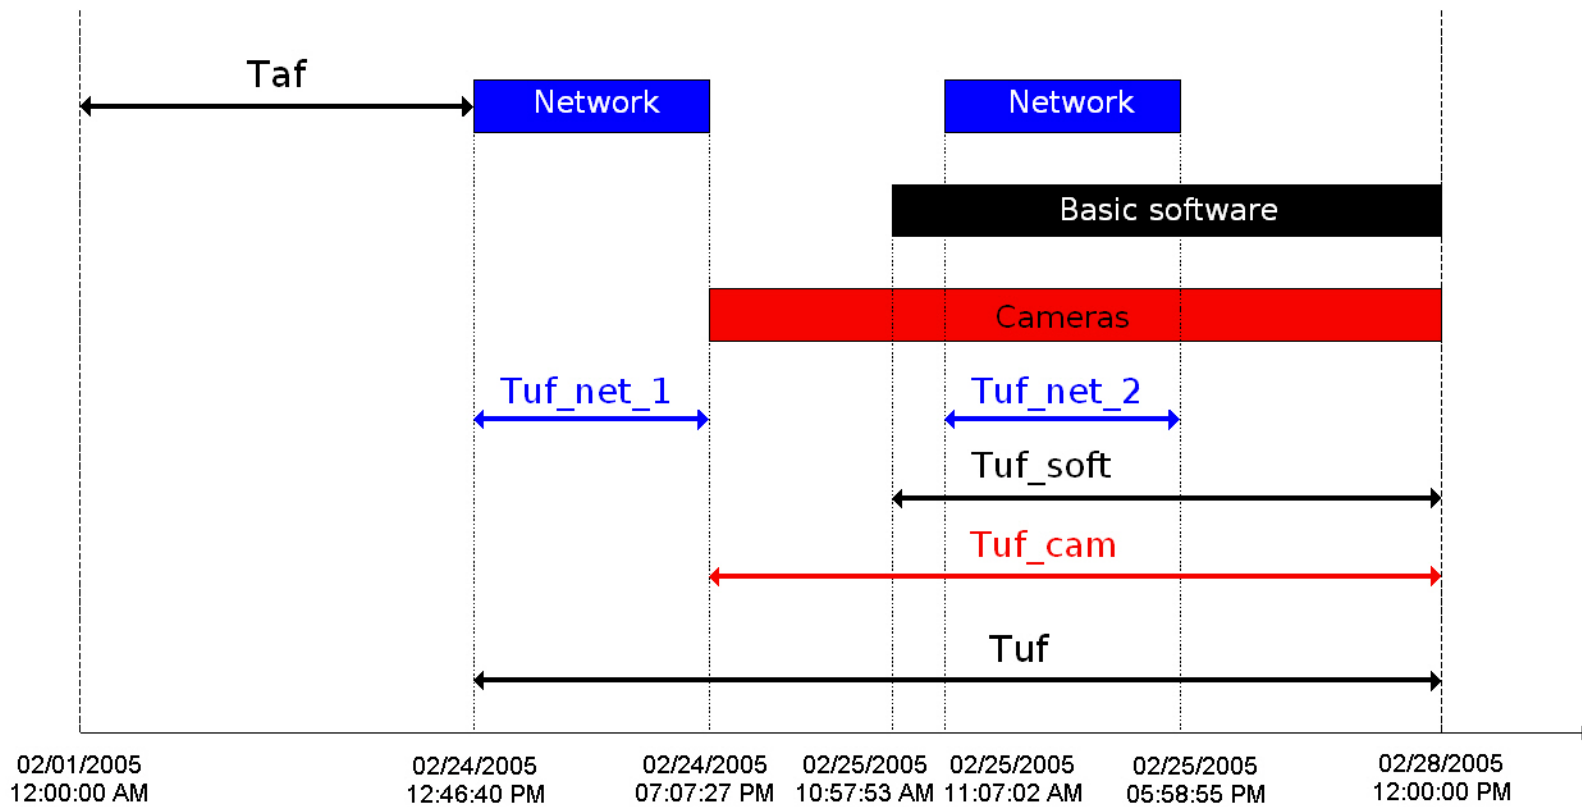 Taf
Network
Network
Basic software
Cameras
Tuf_net_1
Tuf_net_2
Tuf_soft
Tuf_cam
Tuf
02/01/2005
12:00:00 AM
02/24/2005
12:46:40 PM
02/24/2005
07:07:27 PM
02/25/2005
10:57:53 AM
02/25/2005
11:07:02 AM
02/25/2005
05:58:55 PM
02/28/2005
12:00:00 PM